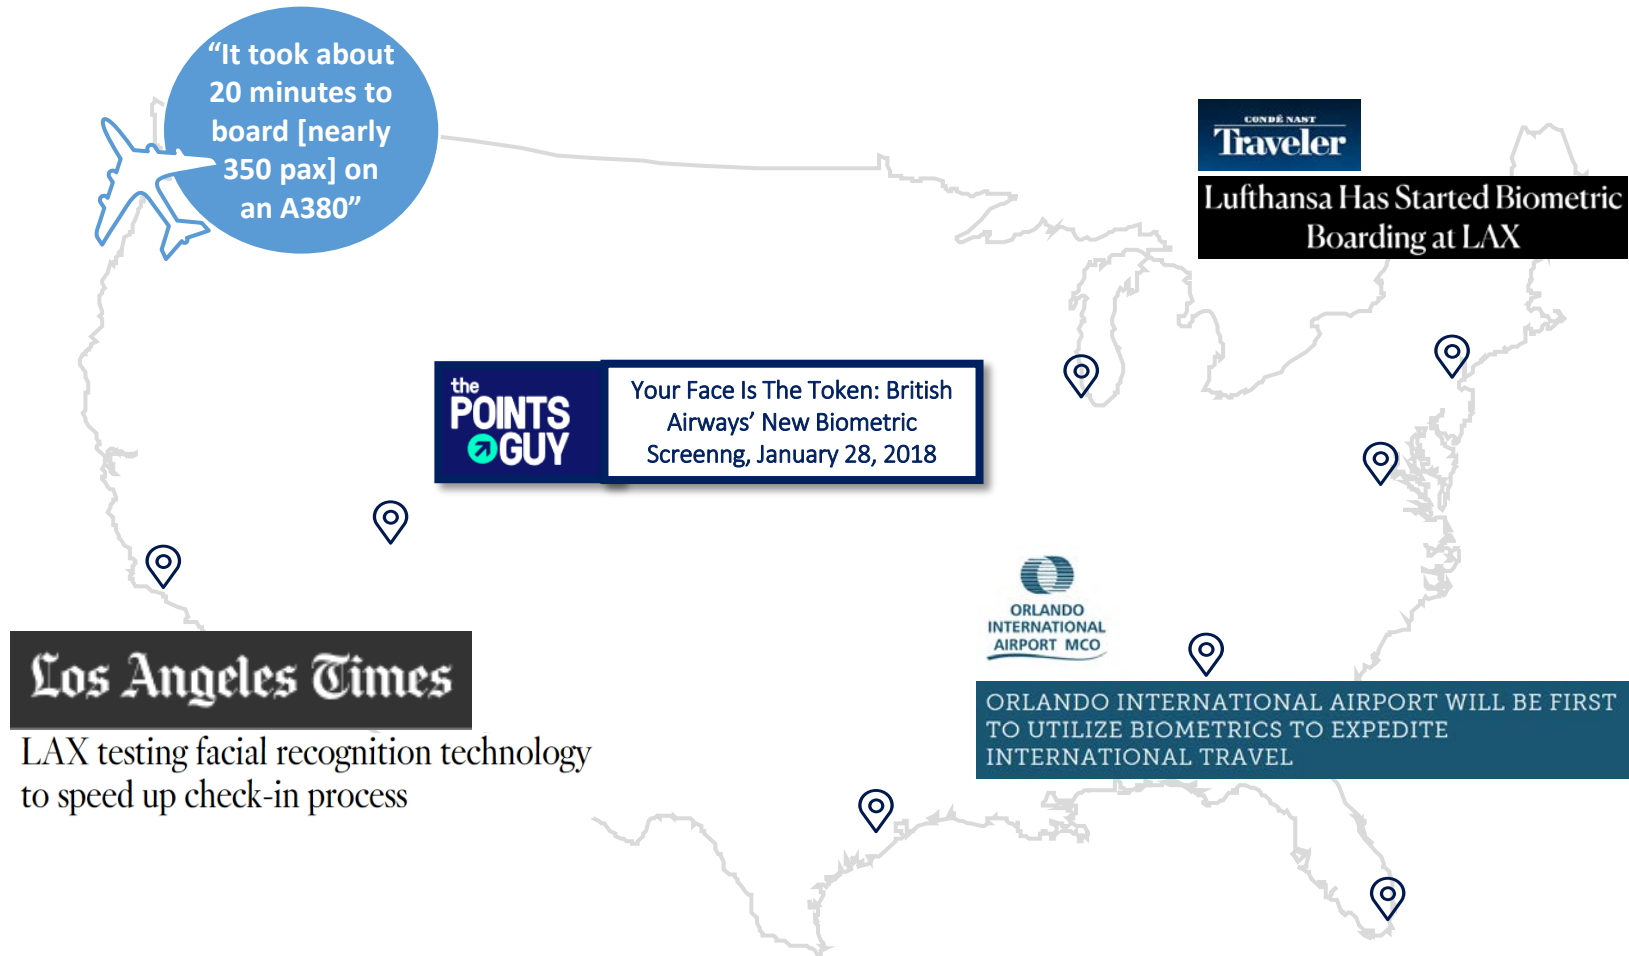 “It took about
20 minutes to
board [nearly
350 pax] on
an A380”
CONDÉ NAST
Traveler
Lufthansa Has Started Biometric
Boarding at LAX
the
POINTS
GUY
Your Face Is The Token: British
Airways’ New Biometric
Screenng, January 28, 2018
ORLANDO
INTERNATIONAL
AIRPORT MCO
ORLANDO INTERNATIONAL AIRPORT WILL BE FIRST
TO UTILIZE BIOMETRICS TO EXPEDITE
INTERNATIONAL TRAVEL
Los Angeles Times
LAX testing facial recognition technology
to speed up check-in process